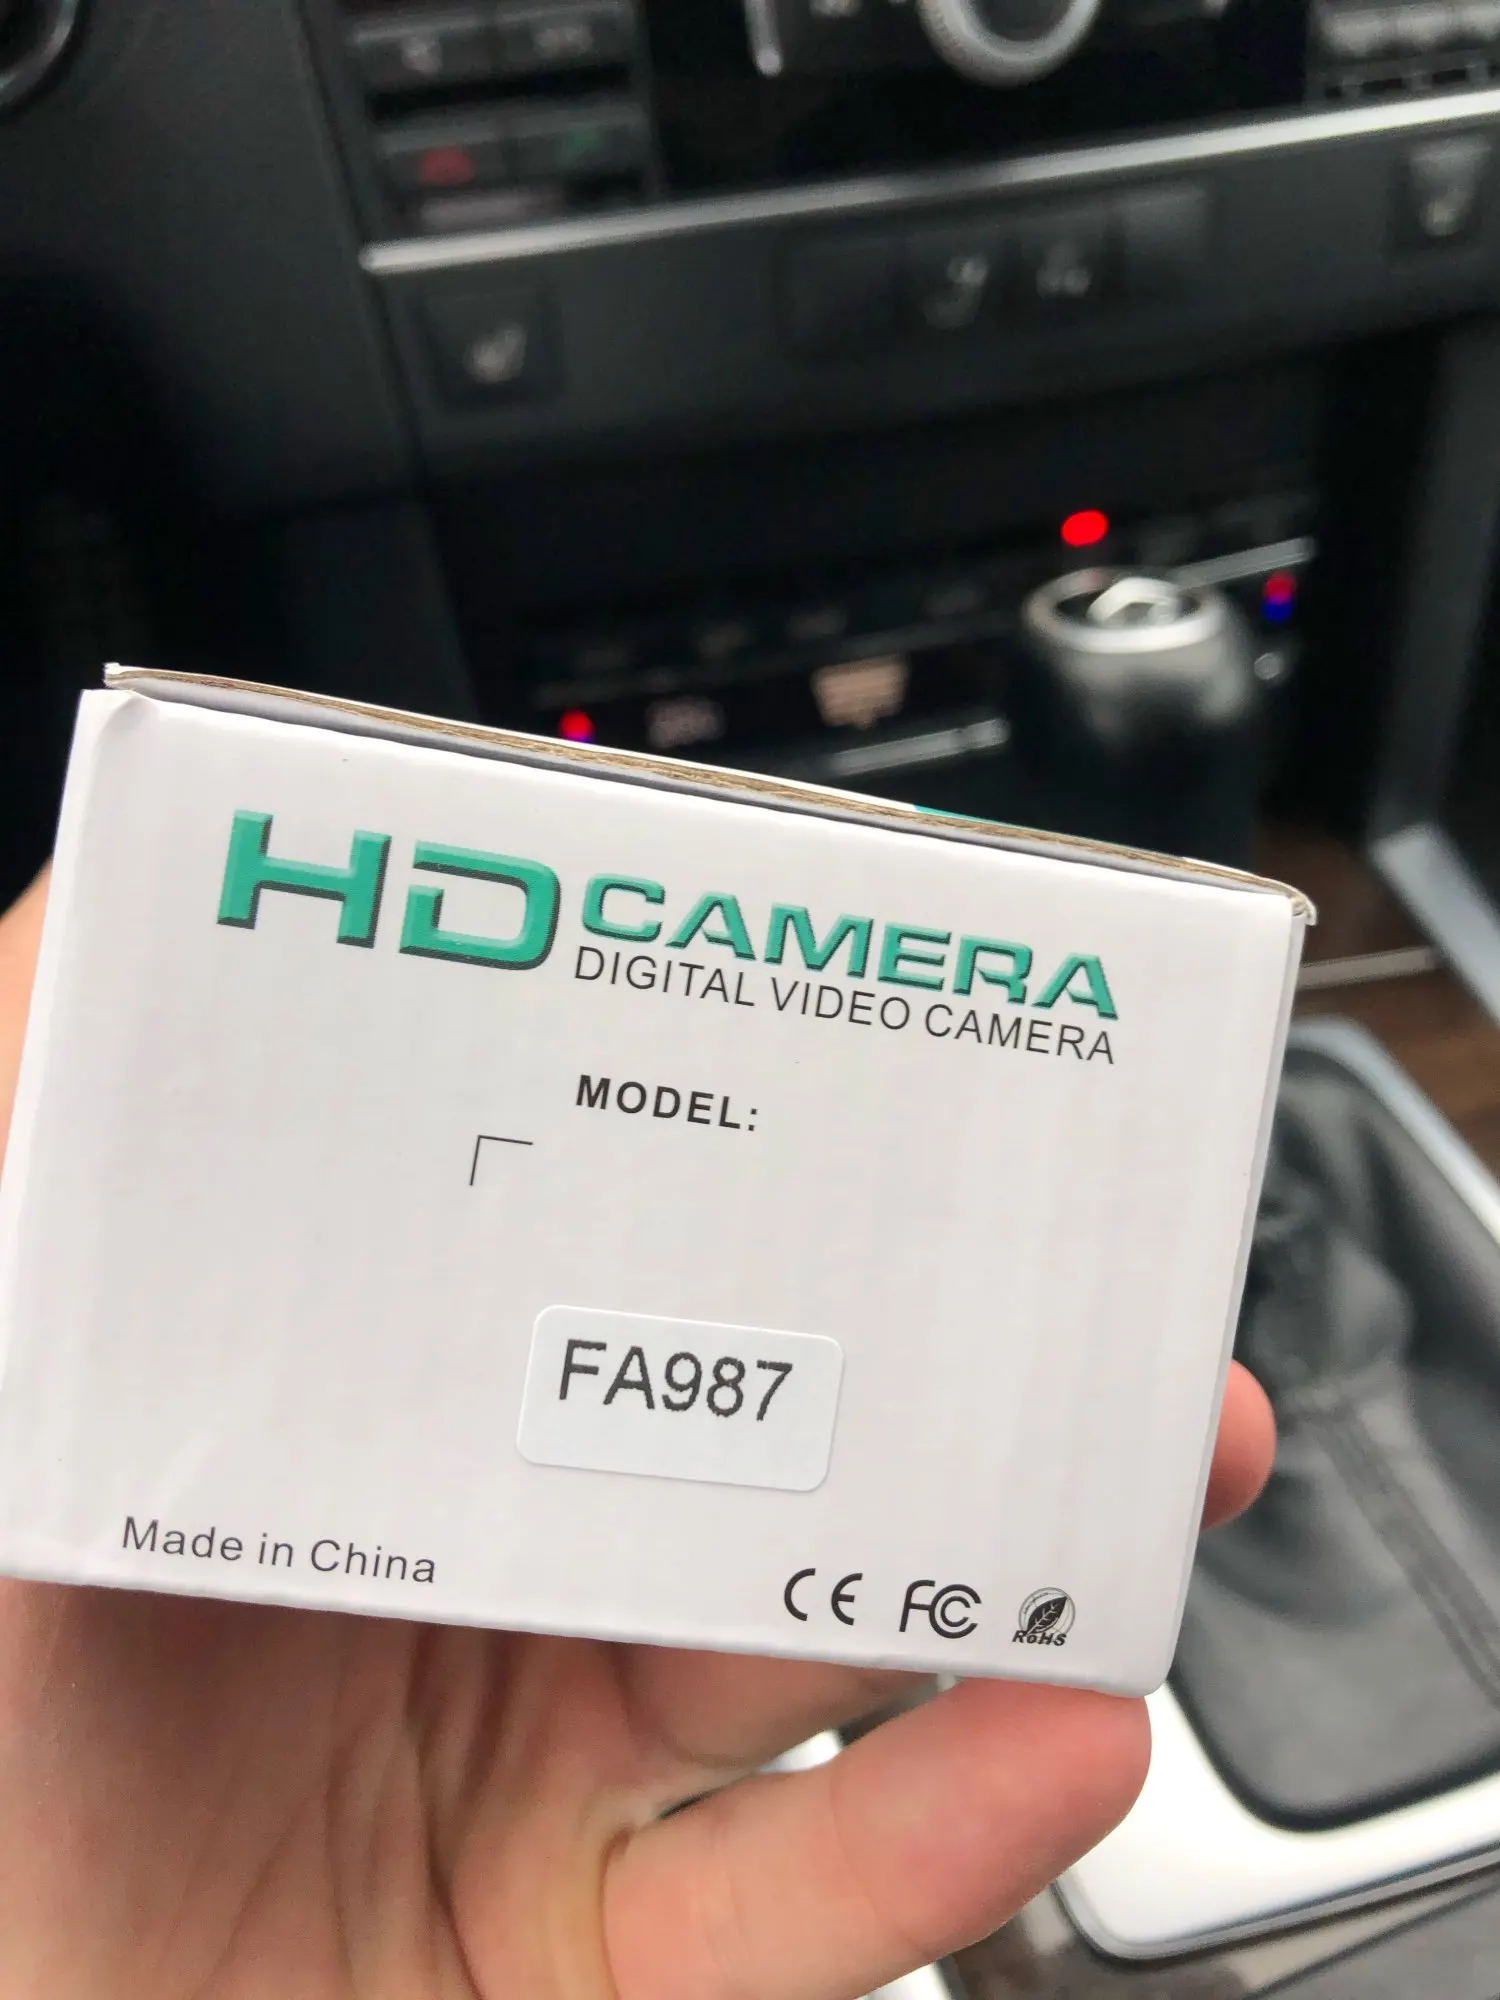 HD CAMERA
DIGITAL VIDEO CAMERA
MODEL:
FA987
Made in China
CE FC RoHS